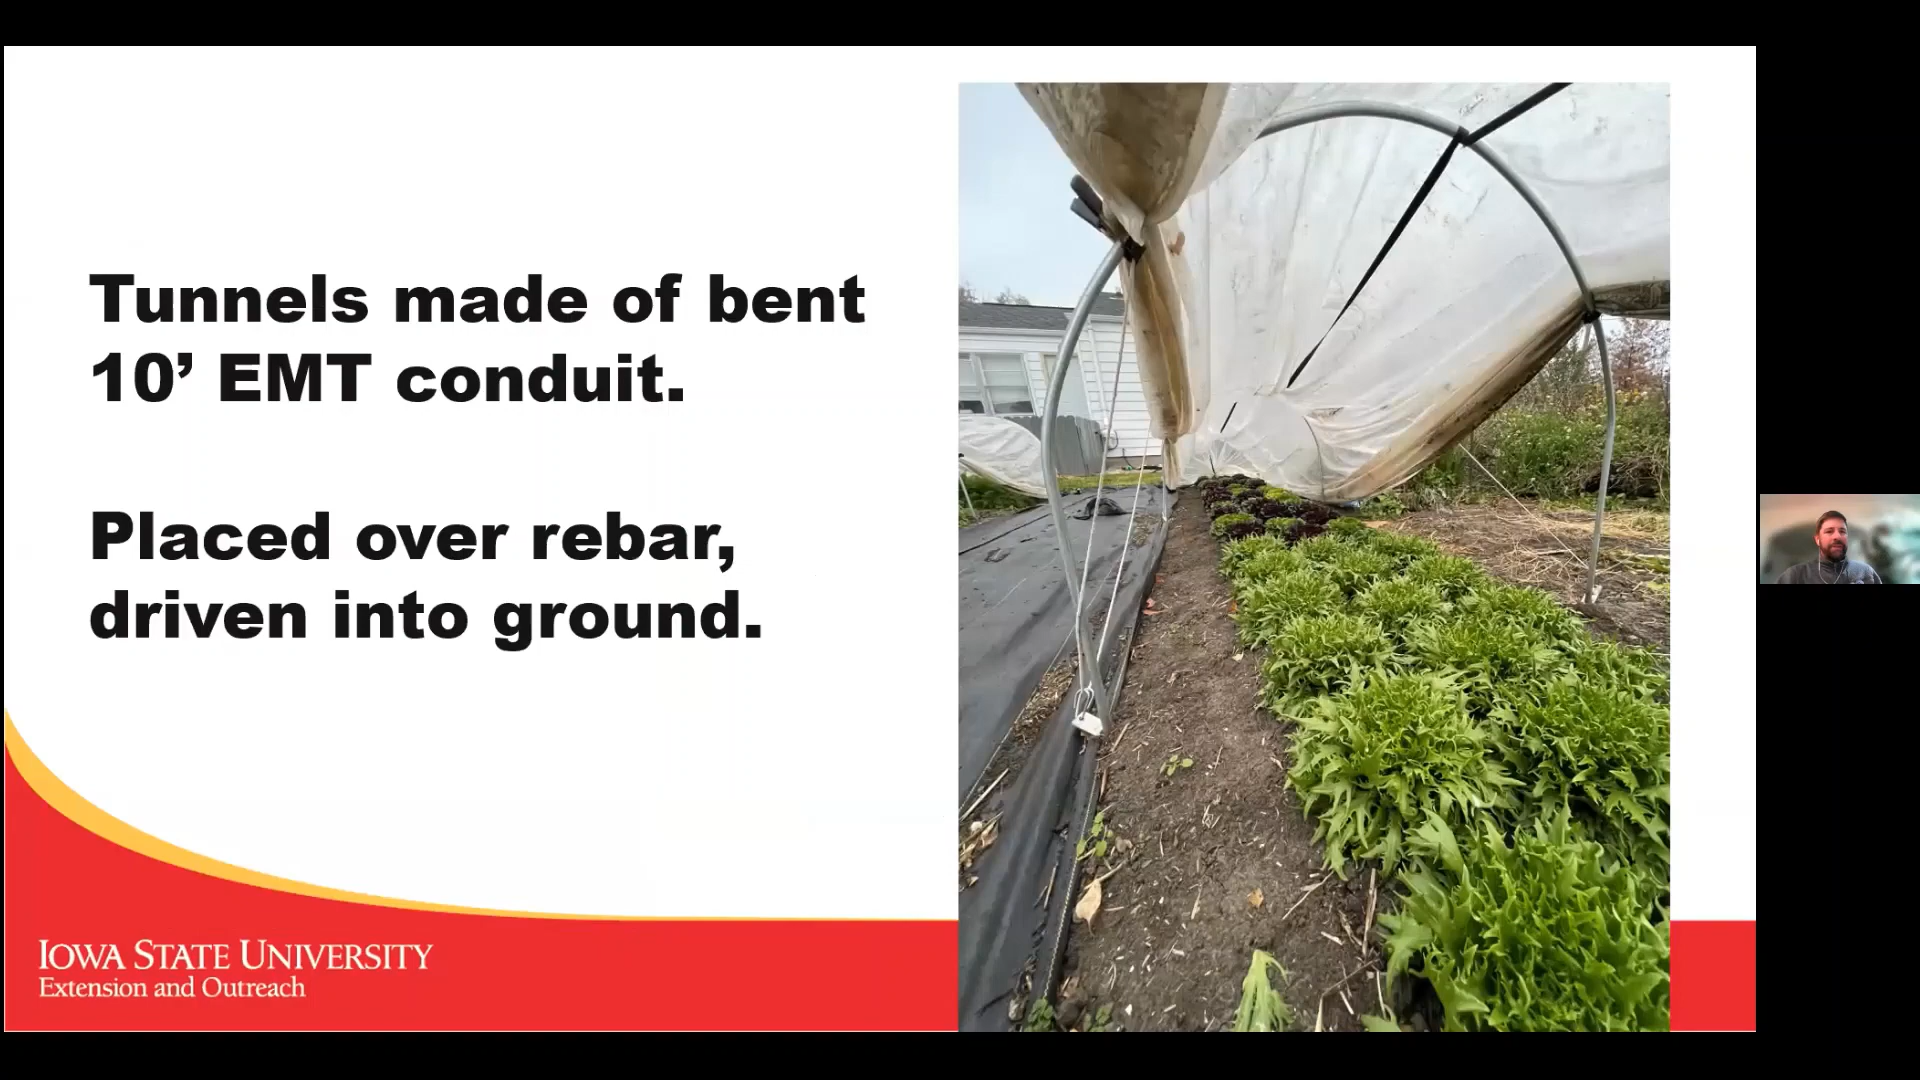 Tunnels made of bent
10’ EMT conduit.
Placed over rebar,
driven into ground.
IOWA STATE UNIVERSITY
Extension and Outreach